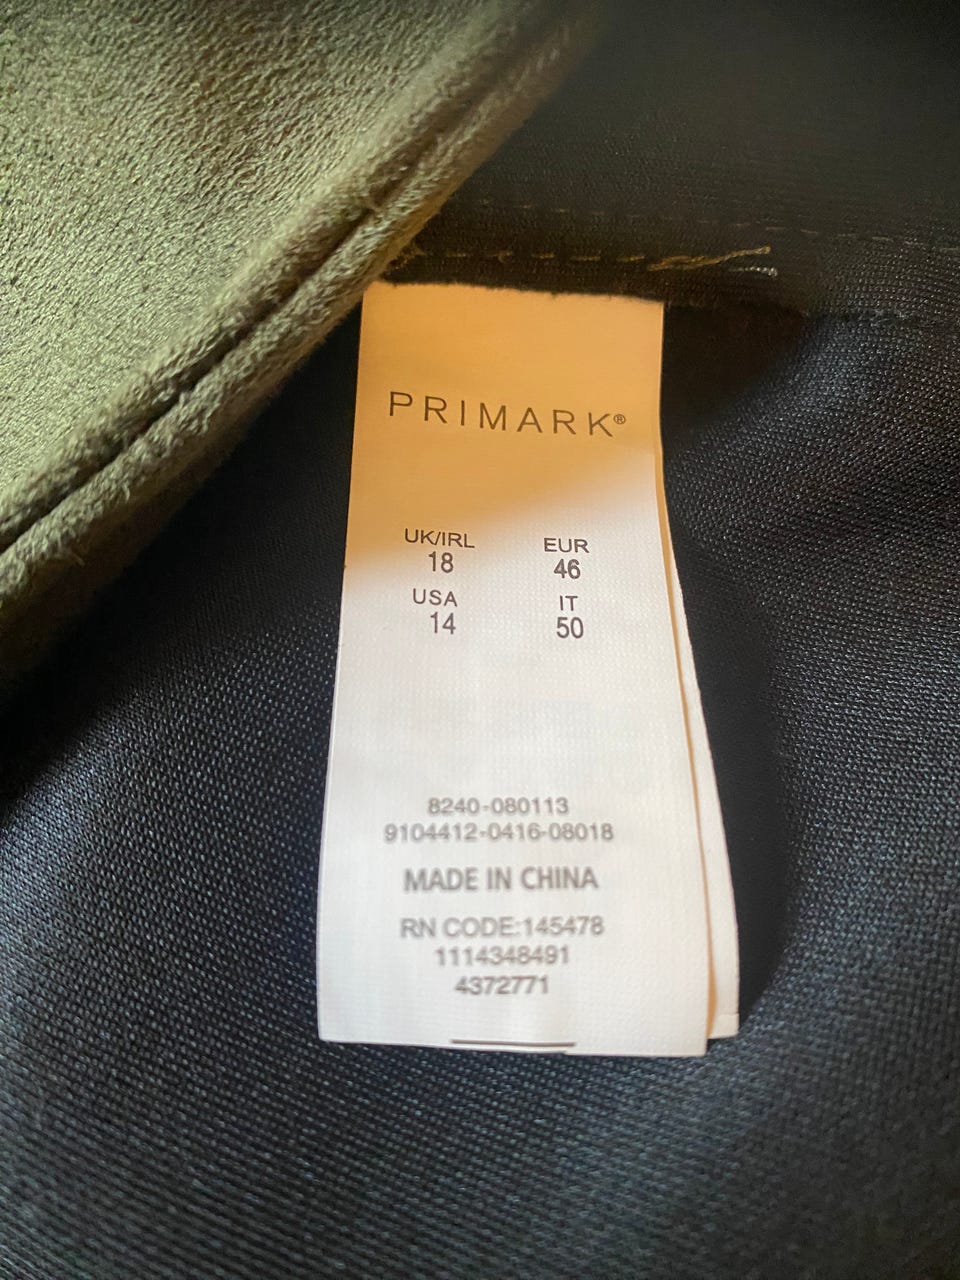 PRIMARK®
UK/IRL EUR
18 46
USA IT
14 50
8240-080113
9104412-0416-08018
MADE IN CHINA
RN CODE:145478
1114348491
4372771